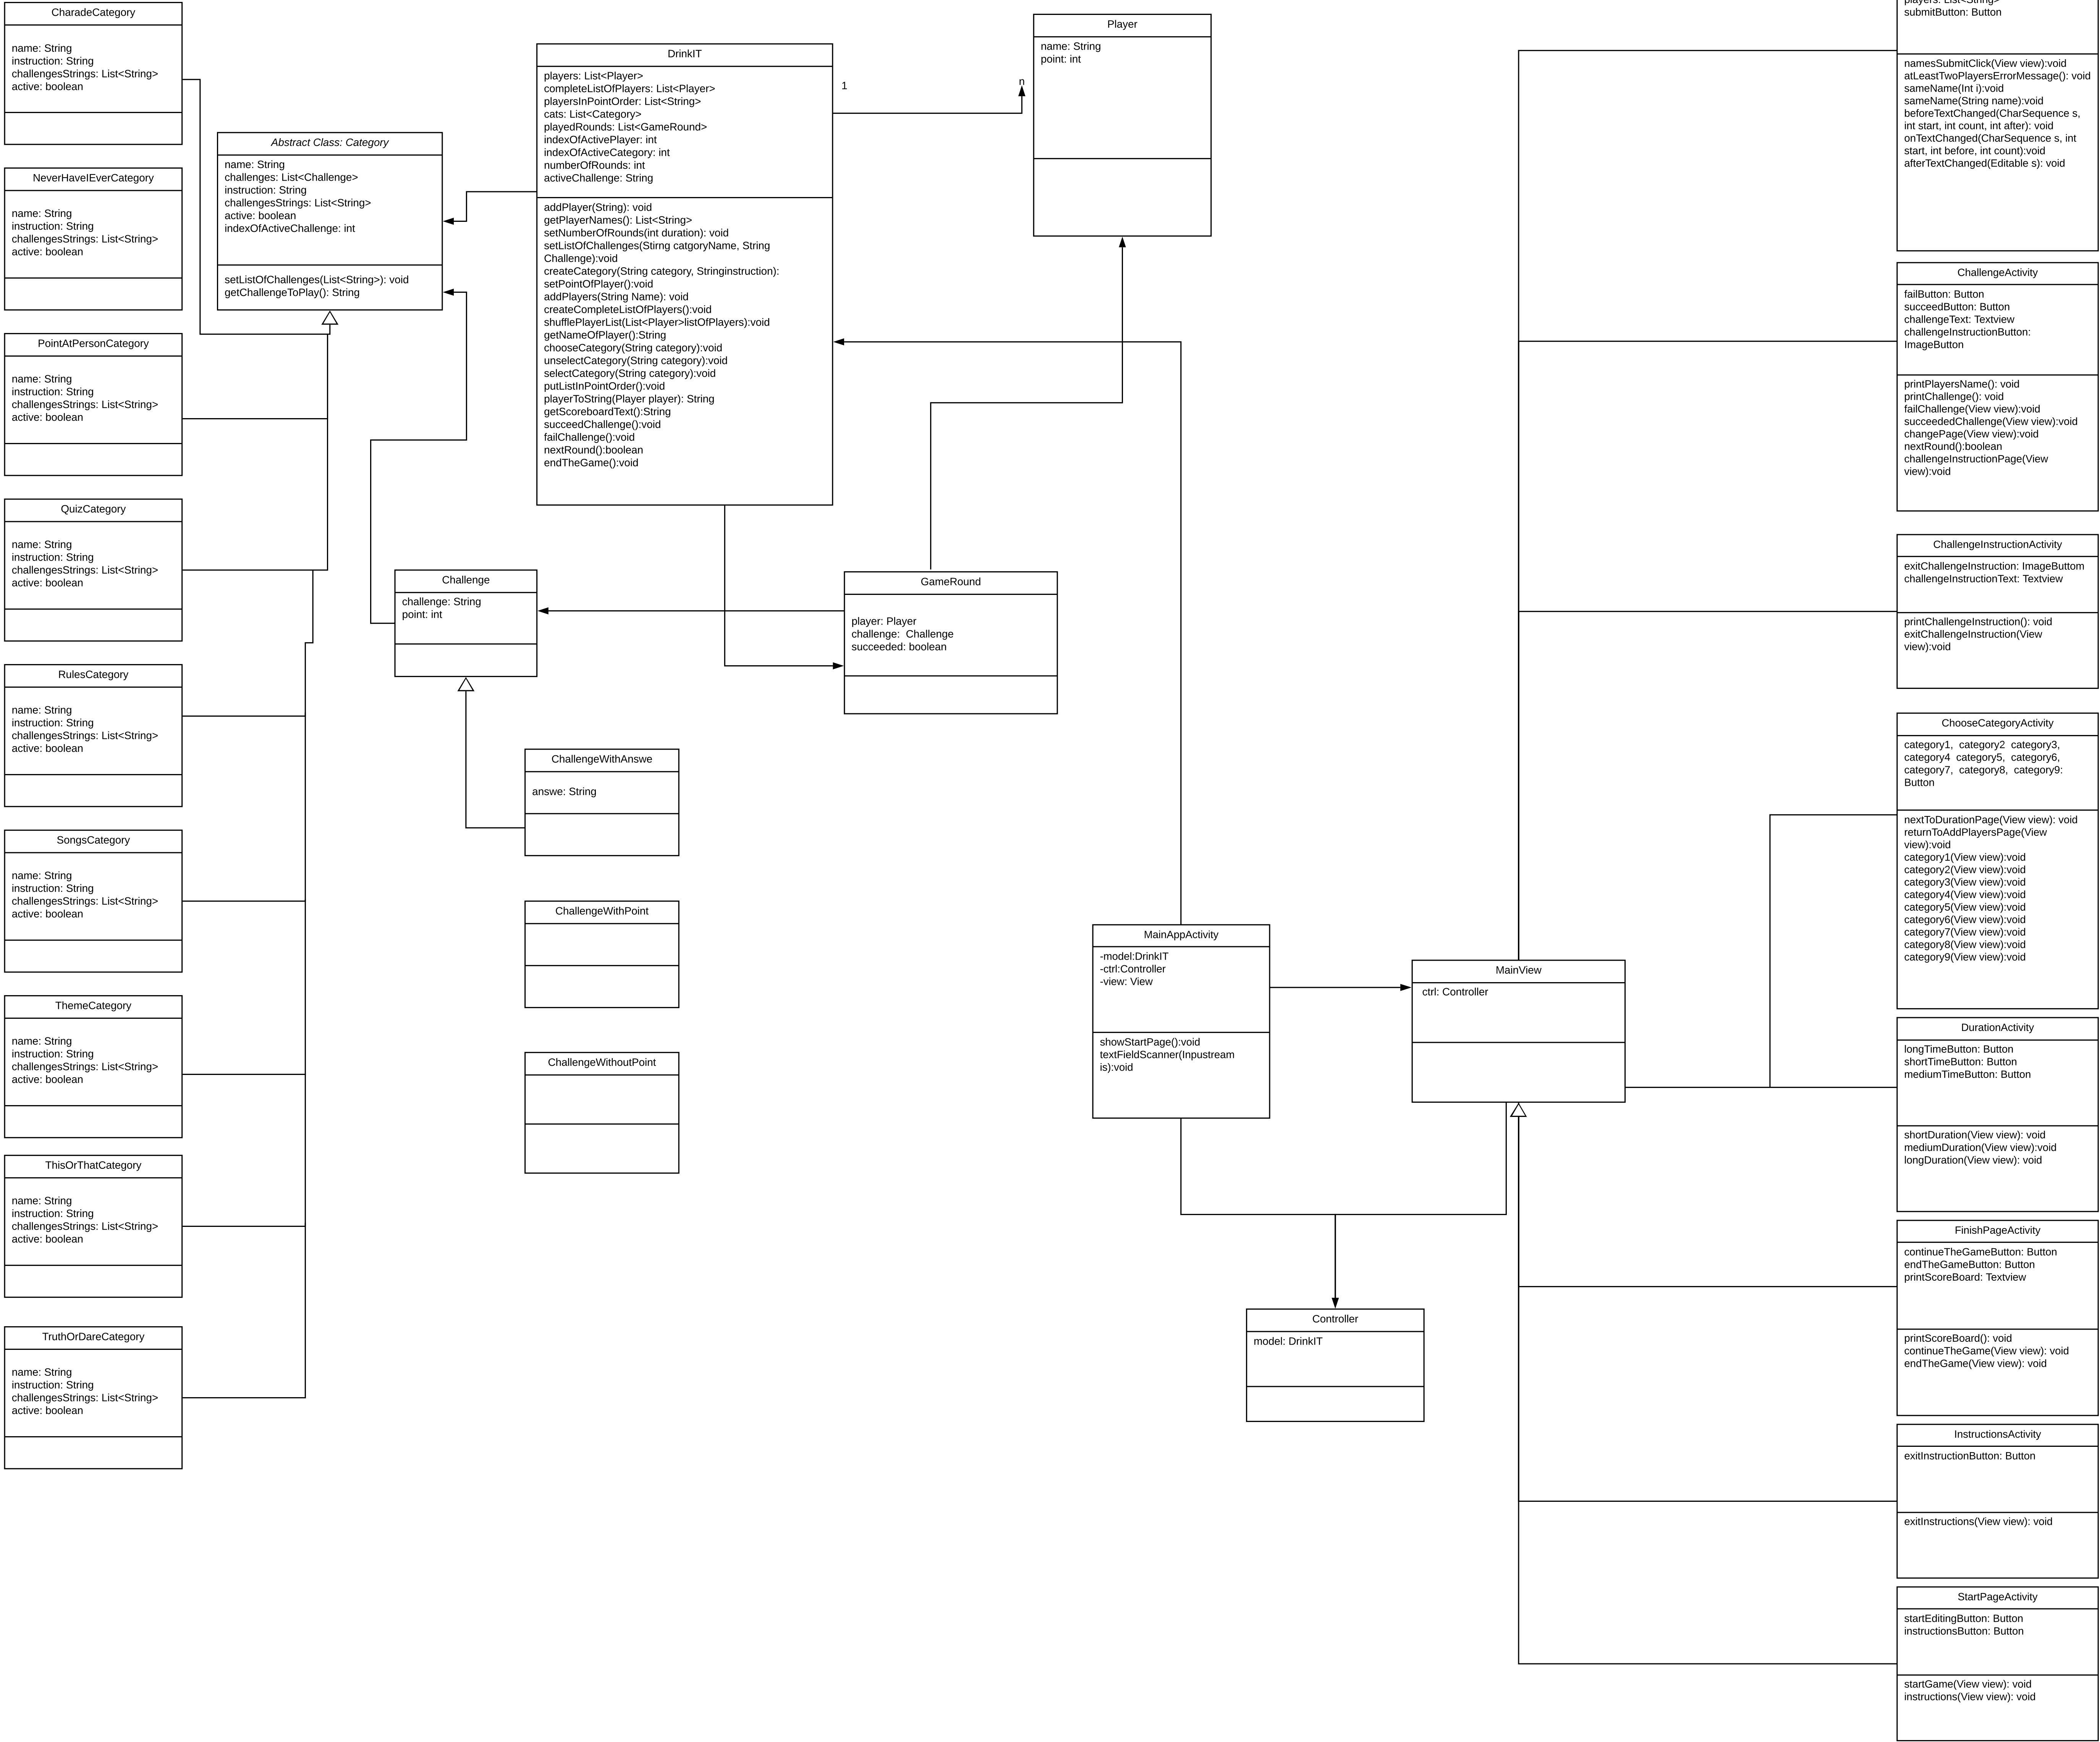 CharadeCategory
name: String
instruction: String
challengesStrings: List<String>
active: boolean
NeverHaveIEverCategory
name: String
instruction: String
challengesStrings: List<String>
active: boolean
PointAtPersonCategory
name: String
instruction: String
challengesStrings: List<String>
active: boolean
QuizCategory
name: String
instruction: String
challengesStrings: List<String>
active: boolean
RulesCategory
name: String
instruction: String
challengesStrings: List<String>
active: boolean
SongsCategory
name: String
instruction: String
challengesStrings: List<String>
active: boolean
ThemeCategory
name: String
instruction: String
challengesStrings: List<String>
active: boolean
ThisOrThatCategory
name: String
instruction: String
challengesStrings: List<String>
active: boolean
TruthOrDareCategory
name: String
instruction: String
challengesStrings: List<String>
active: boolean
Abstract Class: Category
name: String
challenges: List<Challenge>
instruction: String
challengesStrings: List<String>
active: boolean
indexOfActiveChallenge: int
setListOfChallenges(List<String>): void
getChallengeToPlay(): String
DrinkIT
players: List<Player>
completeListOfPlayers: List<Player>
playersInPointOrder: List<String>
cats: List<Category>
playedRounds: List<GameRound>
indexOfActivePlayer: int
indexOfActiveCategory: int
numberOfRounds: int
activeChallenge: String
addPlayer(String): void
getPlayerNames(): List<String>
setNumberOfRounds(int duration): void
setListOfChallenges(Stirng catgoryName, String
Challenge):void
createCategory(String category, Stringinstruction):
setPointOfPlayer():void
addPlayers(String Name): void
createCompleteListOfPlayers():void
shufflePlayerList(List<Player>listOfPlayers):void
getNameOfPlayer():String
chooseCategory(String category):void
unselectCategory(String category):void
selectCategory(String category):void
putListInPointOrder():void
playerToString(Player player): String
getScoreboardText():String
succeedChallenge():void
failChallenge():void
nextRound():boolean
endTheGame():void
1
n
Player
name: String
point: int
Challenge
challenge: String
point: int
GameRound
player: Player
challenge: Challenge
succeeded: boolean
ChallengeWithAnswe
answe: String
ChallengeWithPoint
ChallengeWithoutPoint
MainAppActivity
-model:DrinkIT
-ctrl:Controller
-view: View
showStartPage():void
textFieldScanner(Inpustream
is):void
MainView
ctrl: Controller
Controller
model: DrinkIT
players: List<String>
submitButton: Button
namesSubmitClick(View view):void
atLeastTwoPlayersErrorMessage(): void
sameName(Int i):void
sameName(String name):void
beforeTextChanged(CharSequence s,
int start, int count, int after): void
onTextChanged(CharSequence s, int
start, int before, int count):void
afterTextChanged(Editable s): void
ChallengeActivity
failButton: Button
succeedButton: Button
challengeText: Textview
challengeInstructionButton:
ImageButton
printPlayersName(): void
printChallenge(): void
failChallenge(View view):void
succeededChallenge(View view):void
changePage(View view):void
nextRound():boolean
challengeInstructionPage(View
view):void
ChallengeInstructionActivity
exitChallengeInstruction: ImageButtom
challengeInstructionText: Textview
printChallengeInstruction(): void
exitChallengeInstruction(View
view):void
ChooseCategoryActivity
category1, category2 category3,
category4 category5, category6,
category7, category8, category9:
Button
nextToDurationPage(View view): void
returnToAddPlayersPage(View
view):void
category1(View view):void
category2(View view):void
category3(View view):void
category4(View view):void
category5(View view):void
category6(View view):void
category7(View view):void
category8(View view):void
category9(View view):void
DurationActivity
longTimeButton: Button
shortTimeButton: Button
mediumTimeButton: Button
shortDuration(View view): void
mediumDuration(View view):void
longDuration(View view): void
FinishPageActivity
continueTheGameButton: Button
endTheGameButton: Button
printScoreBoard: Textview
printScoreBoard(): void
continueTheGame(View view): void
endTheGame(View view): void
InstructionsActivity
exitInstructionButton: Button
exitInstructions(View view): void
StartPageActivity
startEditingButton: Button
instructionsButton: Button
startGame(View view): void
instructions(View view): void